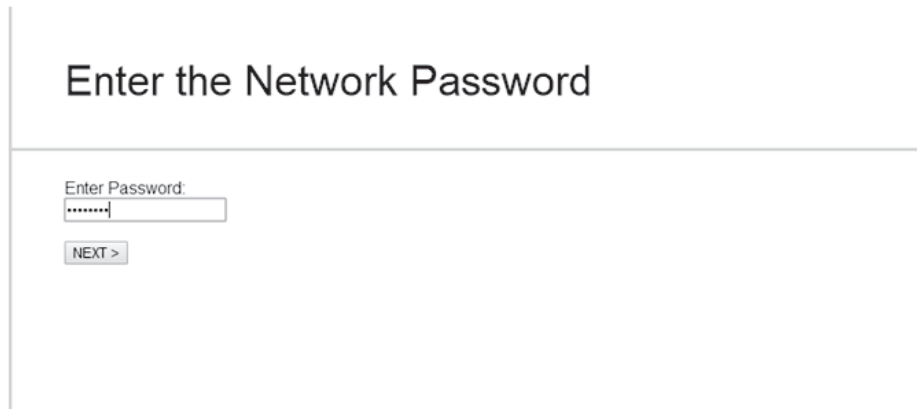 Enter the Network Password
Enter Password:
••••••••
NEXT >